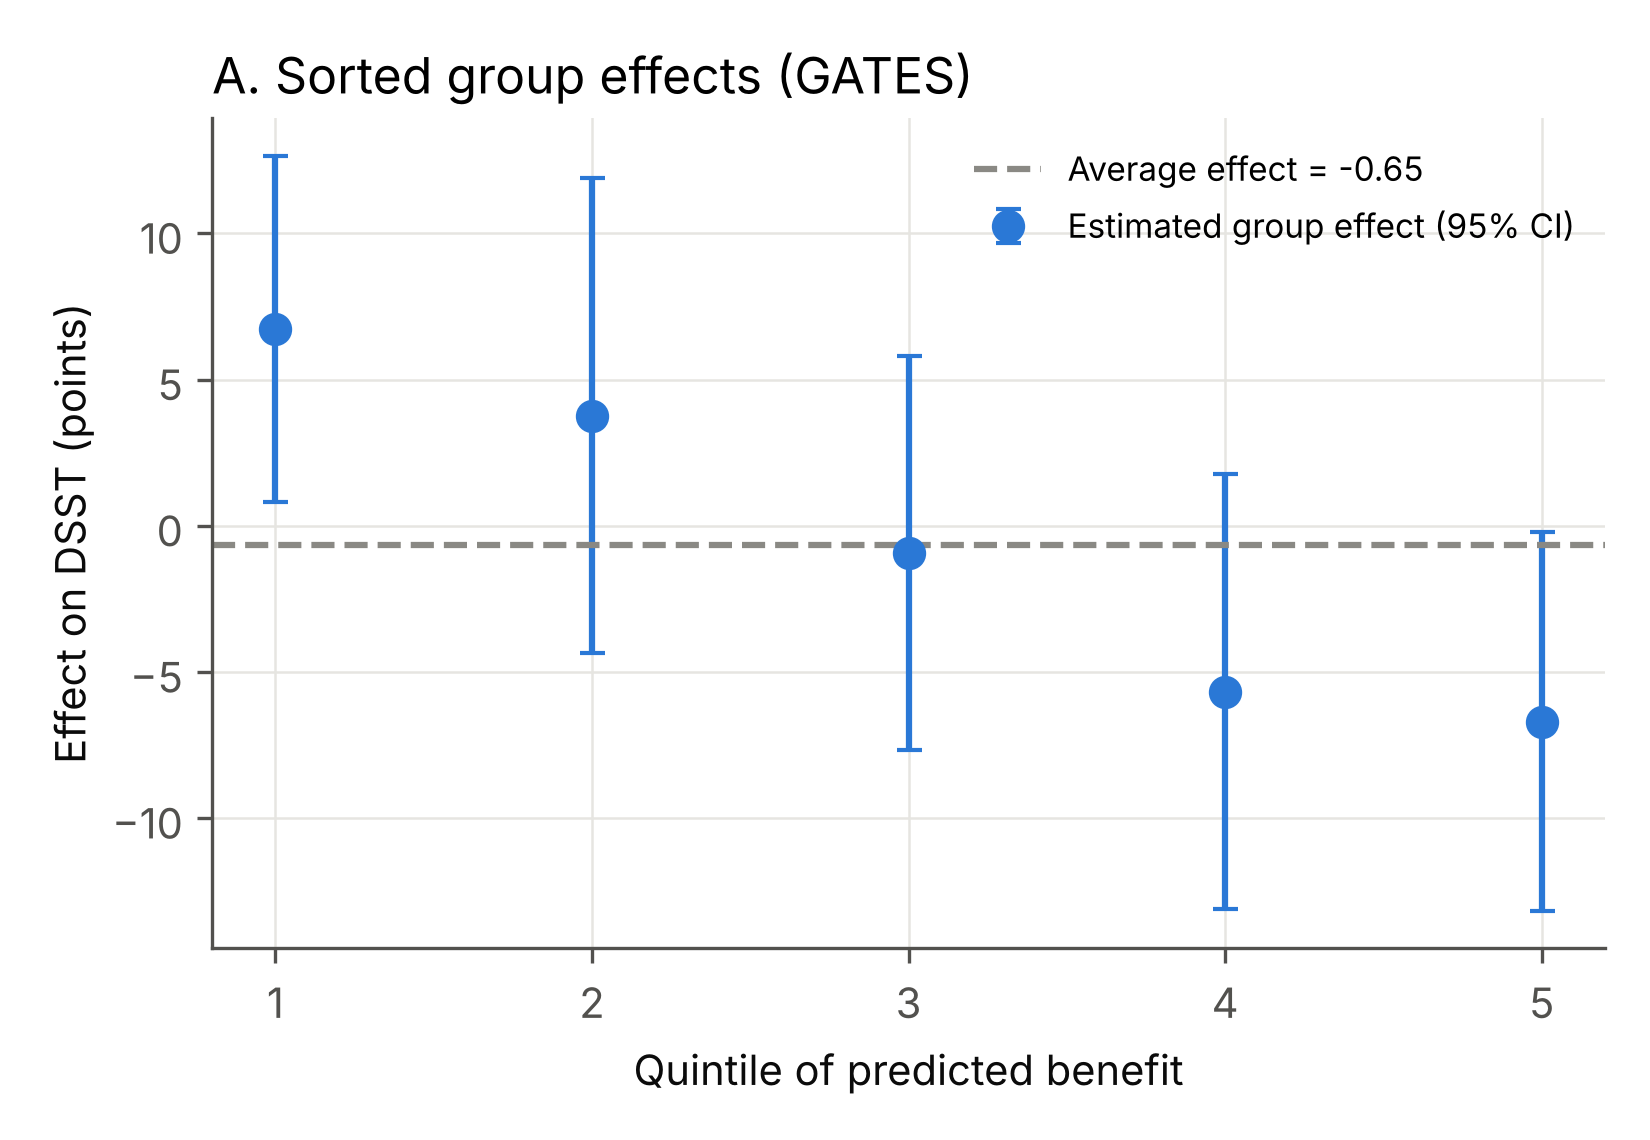 A. Sorted group effects (GATES)
Average effect = -0.65
Estimated group effect (95% CI)
Effect on DSST (points)
10
5
0
−5
−10
1 2 3 4 5
Quintile of predicted benefit